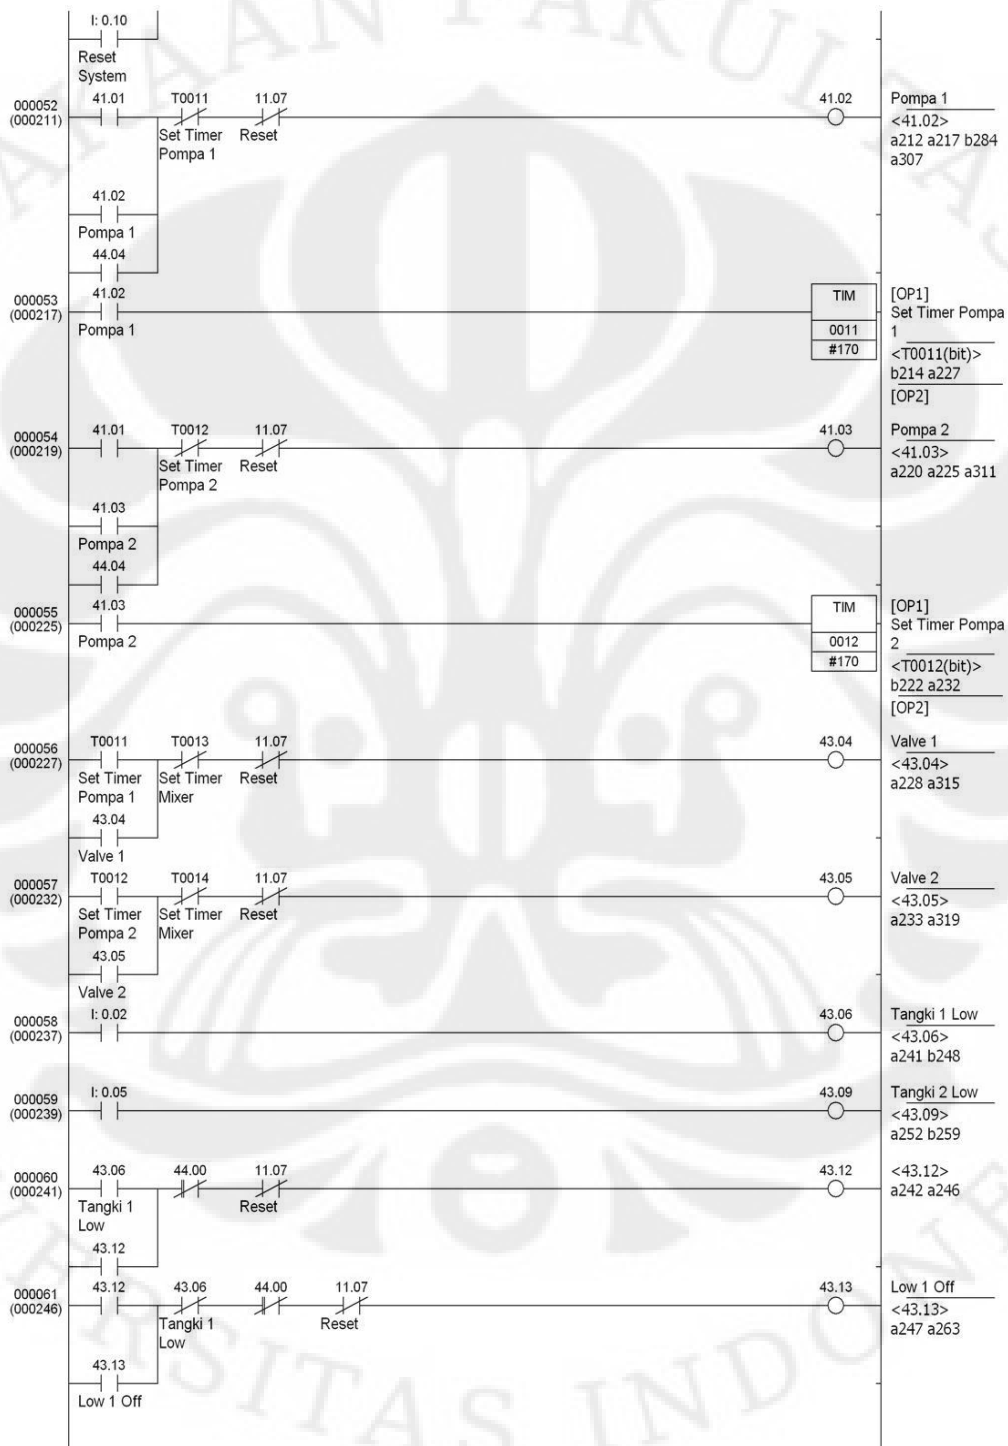 I: 0.10
Reset
System
000052
(000211)
41.01
T0011
11.07
41.02
Set Timer
Pompa 1
Reset
Pompa 1
<41.02>
a212 a217 b284
a307
41.02
Pompa 1
44.04
000053
(000217)
41.02
Pompa 1
TIM
0011
#170
[OP1]
Set Timer Pompa
1
<T0011(bit)>
b214 a227
[OP2]
000054
(000219)
41.01
T0012
11.07
41.03
Set Timer
Pompa 2
Reset
Pompa 2
<41.03>
a220 a225 a311
41.03
Pompa 2
44.04
000055
(000225)
41.03
Pompa 2
TIM
0012
#170
[OP1]
Set Timer Pompa
2
<T0012(bit)>
b222 a232
[OP2]
000056
(000227)
T0011
T0013
11.07
43.04
Set Timer
Pompa 1
Set Timer
Mixer
Reset
Valve 1
<43.04>
a228 a315
43.04
Valve 1
000057
(000232)
T0012
T0014
11.07
43.05
Set Timer
Pompa 2
Set Timer
Mixer
Reset
Valve 2
<43.05>
a233 a319
43.05
Valve 2
000058
(000237)
I: 0.02
43.06
Tangki 1 Low
<43.06>
a241 b248
000059
(000239)
I: 0.05
43.09
Tangki 2 Low
<43.09>
a252 b259
000060
(000241)
43.06
44.00
11.07
43.12
Tangki 1
Low
Reset
<43.12>
a242 a246
43.12
000061
(000246)
43.12
43.06
44.00
11.07
43.13
Tangki 1
Low
Reset
Low 1 Off
<43.13>
a247 a263
43.13
Low 1 Off